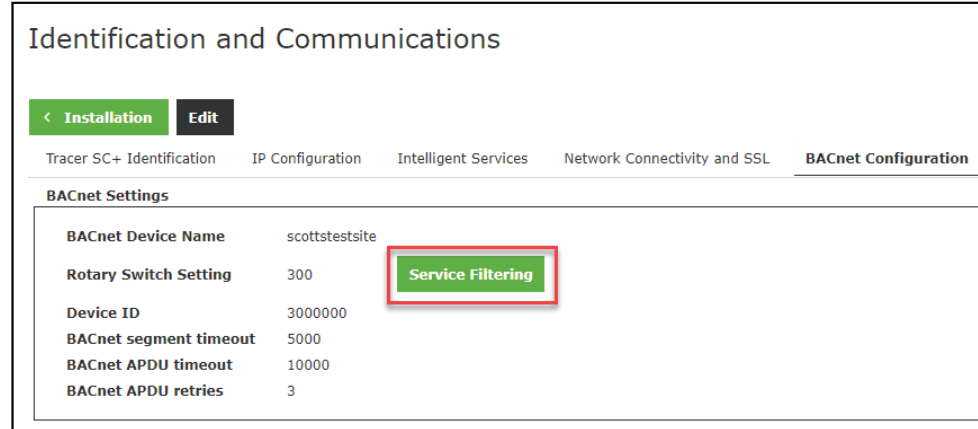 Identification and Communications
< Installation Edit
Tracer SC+ Identification IP Configuration Intelligent Services Network Connectivity and SSL BACnet Configuration
BACnet Settings
BACnet Device Name scottstestsite
Rotary Switch Setting 300 Service Filtering
Device ID 3000000
BACnet segment timeout 5000
BACnet APDU timeout 10000
BACnet APDU retries 3